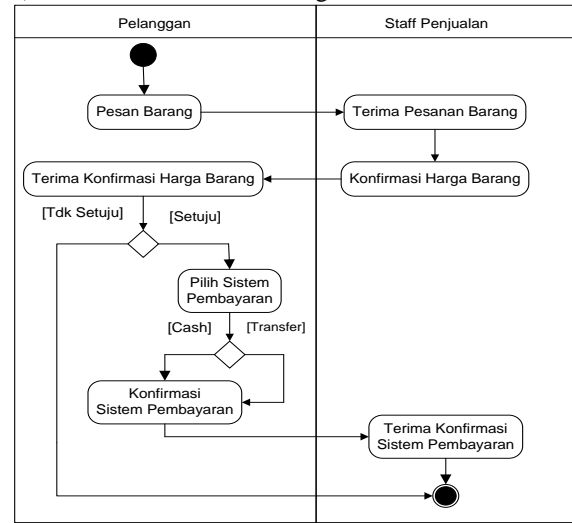 Pelanggan
Staff Penjualan
Pesan Barang
Terima Pesanan Barang
Terima Konfirmasi Harga Barang
Konfirmasi Harga Barang
[Tdk Setuju]
[Setuju]
Pilih Sistem
Pembayaran
[Cash]
[Transfer]
Konfirmasi
Sistem Pembayaran
Terima Konfirmasi
Sistem Pembayaran